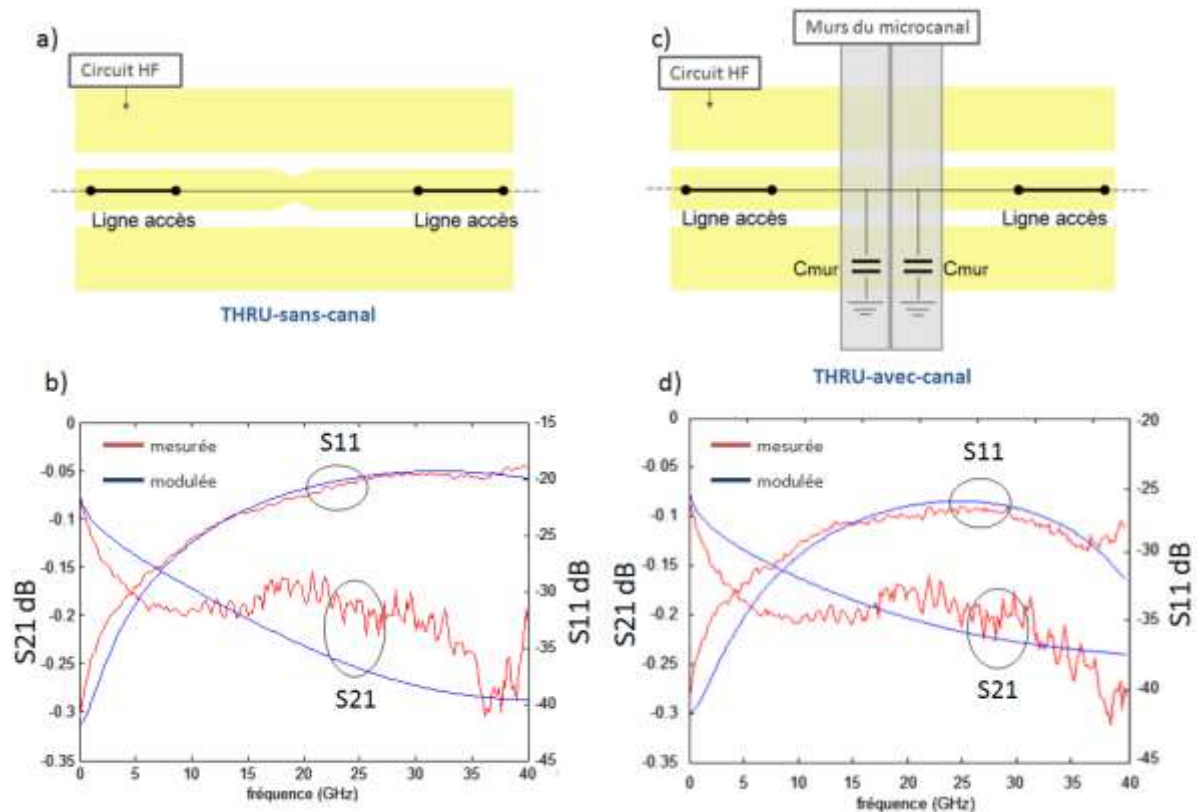 a)
Circuit HF
Ligne accès
Ligne accès
THRU-sans-canal
c)
Murs du microcanal
Circuit HF
Ligne accès
Ligne accès
Cmur
Cmur
THRU-avec-canal
b)
S21 dB
0
-0.05
-0.1
-0.15
-0.2
-0.25
-0.3
-0.35
mesurée
modulée
S11
S21
-15
-20
-25
-30
-35
-40
-45
S11 dB
0
5
10
15
20
25
30
35
40
fréquence (GHz)
d)
S21 dB
0
-0.05
-0.1
-0.15
-0.2
-0.25
-0.3
-0.35
mesurée
modulée
S11
S21
-20
-25
-30
-35
-40
-45
S11 dB
0
5
10
15
20
25
30
35
40
fréquence (GHz)